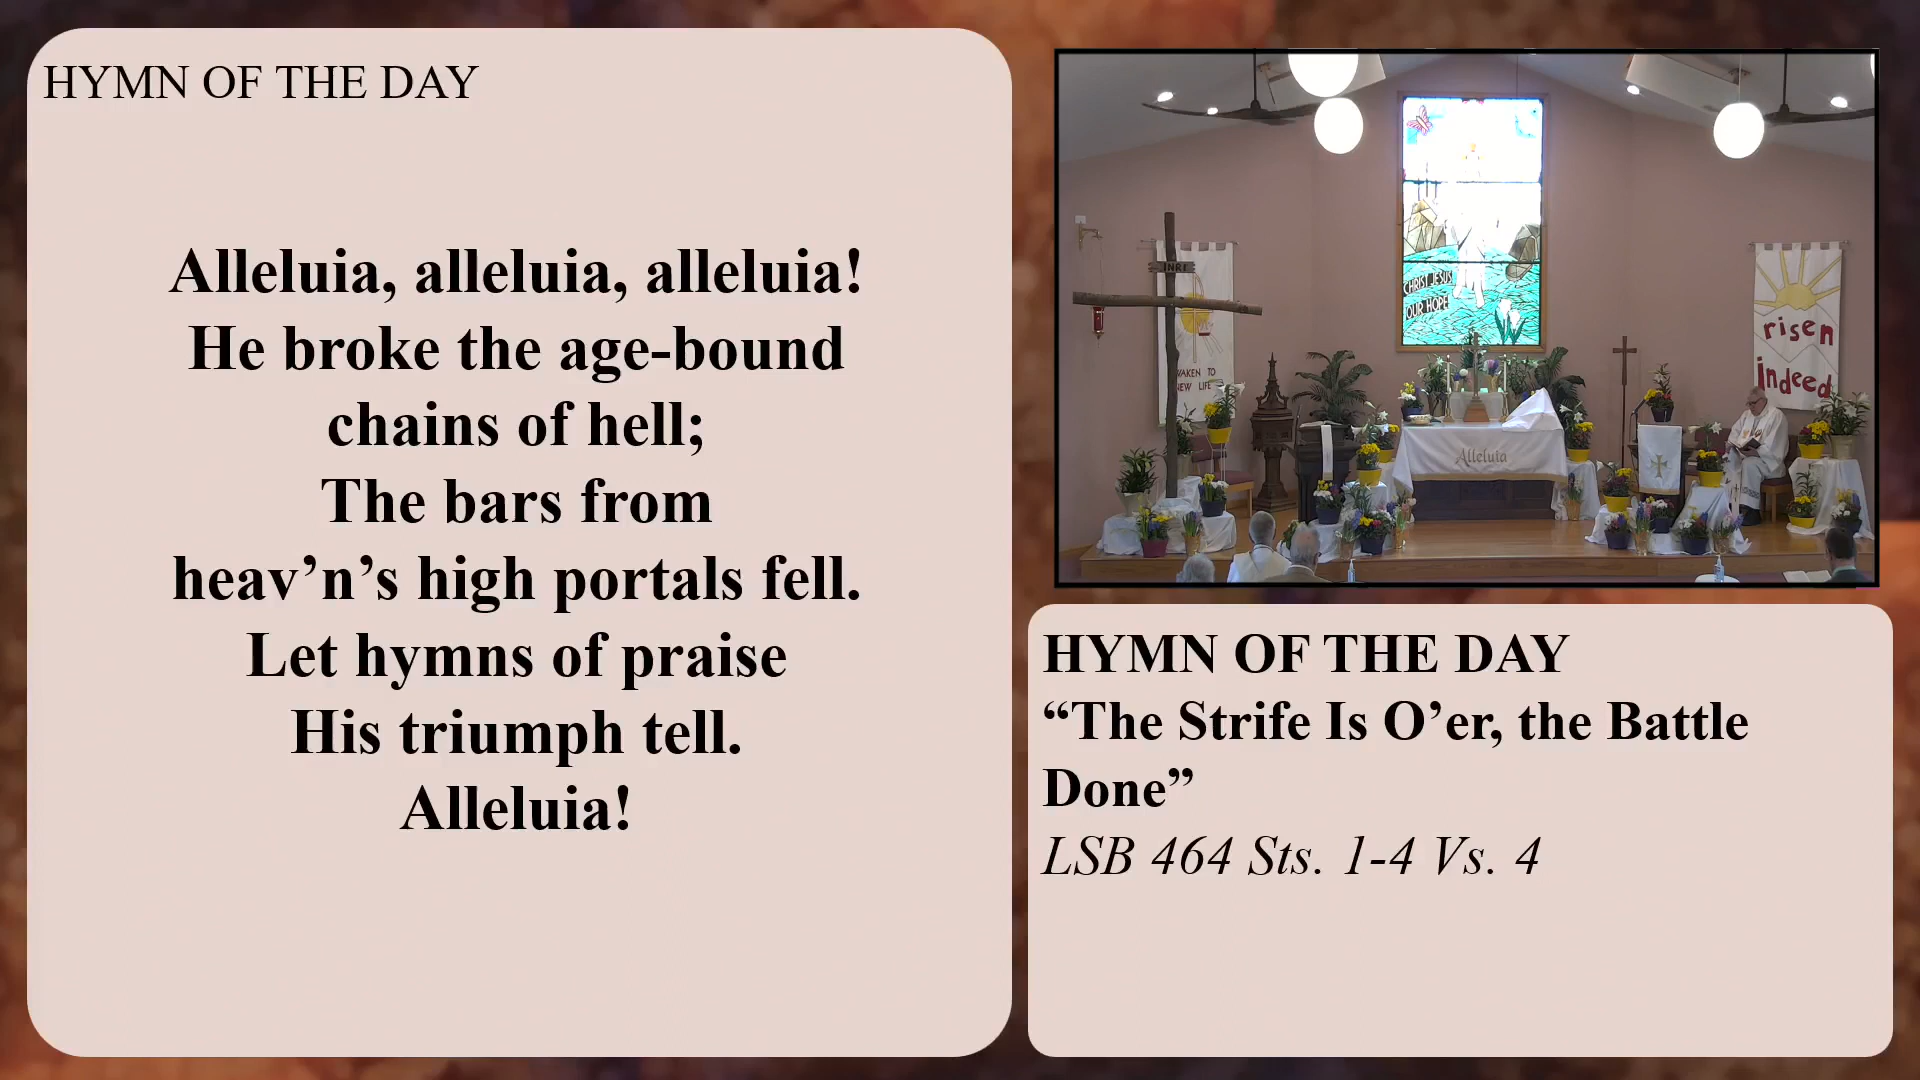 HYMN OF THE DAY
Alleluia, alleluia, alleluia!
He broke the age-bound
chains of hell;
The bars from
heav’n’s high portals fell.
Let hymns of praise
His triumph tell.
Alleluia!
INRI
CHRIST JESUS
OUR HOPE
AWAKEN TO
NEW LIFE
risen
indeed
Alleluia
HYMN OF THE DAY
“The Strife Is O’er, the Battle
Done”
LSB 464 Sts. 1-4 Vs. 4